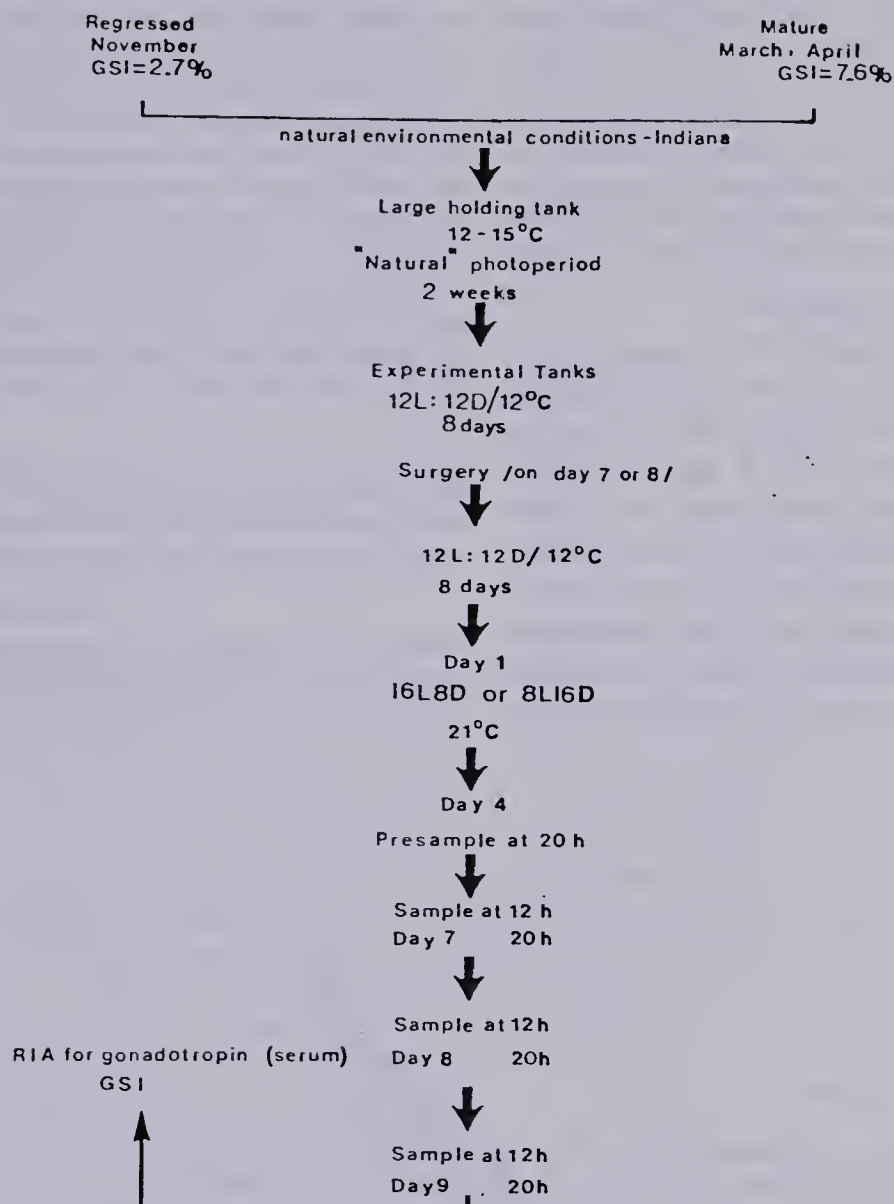 Regressed
November
GSI=2.7%
Mature
March, April
GSI=7.6%
natural environmental conditions-Indiana
Large holding tank
12-15°C
"Natural" photoperiod
2 weeks
Experimental Tanks
12L:12D/12°C
8 days
Surgery /on day 7 or 8/
12L:12D/12°C
8 days
Day 1
16L8D or 8L16D
21°C
Day 4
Presample at 20h
Sample at 12h
Day 7 20h
Sample at 12h
Day 8 20h
RIA for gonadotropin (serum)
GSI
Sample at 12h
Day9 20h